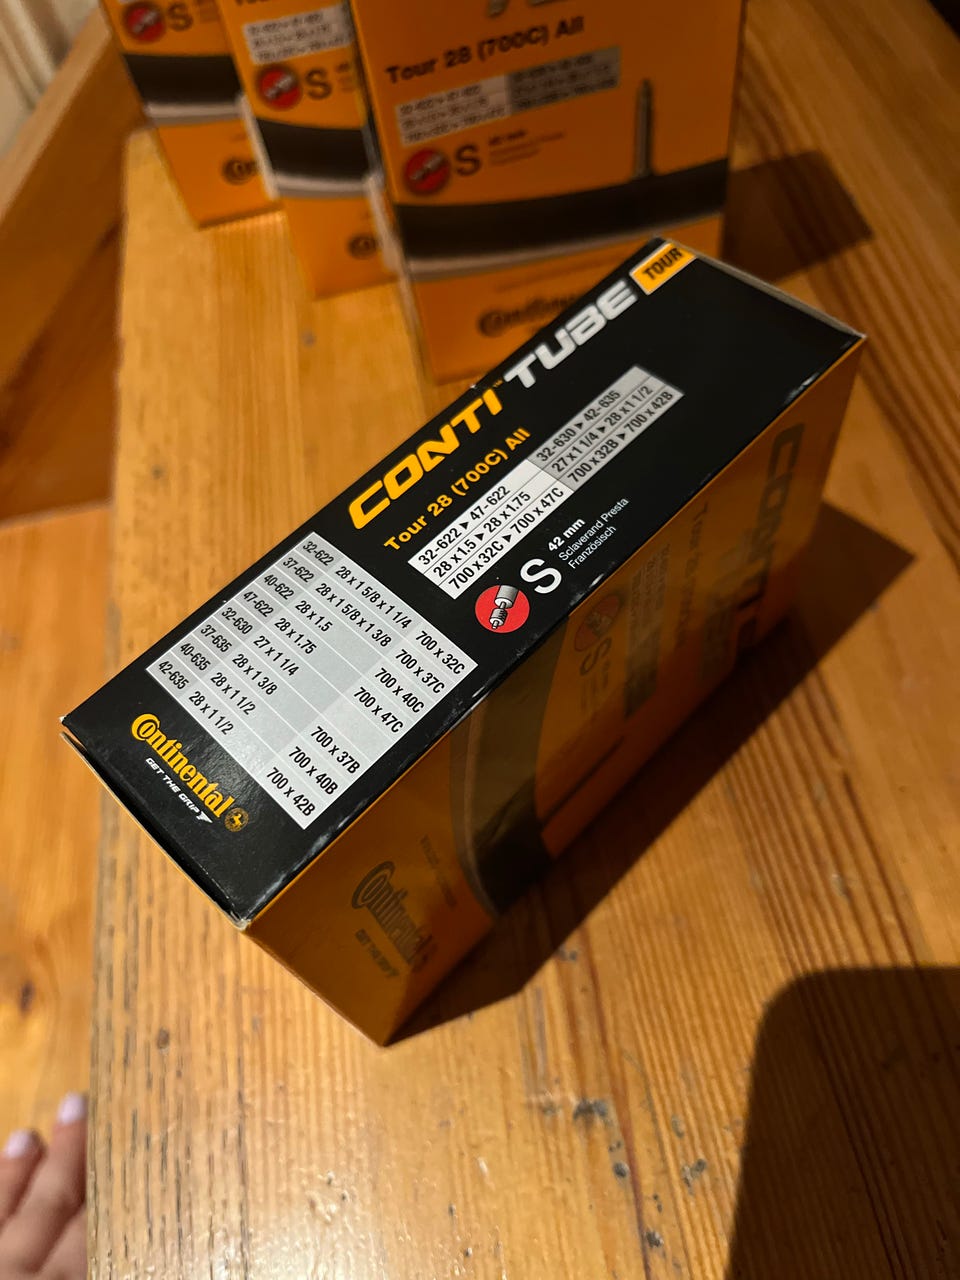 Tour 28 (700C) All
S
S
S
CONTI™ TUBE TOUR
Tour 28 (700C) All
32-622 ▶ 47-622 32-630 ▶ 42-635
28 x 1.5 ▶ 28 x 1.75 27 x 1 1/4 ▶ 28 x 1 1/2
700 x 32C ▶ 700 x 47C 700 x 32B ▶ 700 x 42B
S 42 mm
Sclaverand Presta
Französisch
32-622 28 x 1 5/8 x 1 1/4 700 x 32C
37-622 28 x 1 5/8 x 1 3/8 700 x 37C
40-622 28 x 1.5 700 x 40C
47-622 28 x 1.75 700 x 47C
32-630 27 x 1 1/4
37-635 28 x 1 3/8 700 x 37B
40-635 28 x 1 1/2 700 x 40B
42-635 28 x 1 1/2 700 x 42B
Continental
GET THE GRIP
CONTI
Tour 28 (700C) All
S
Continental